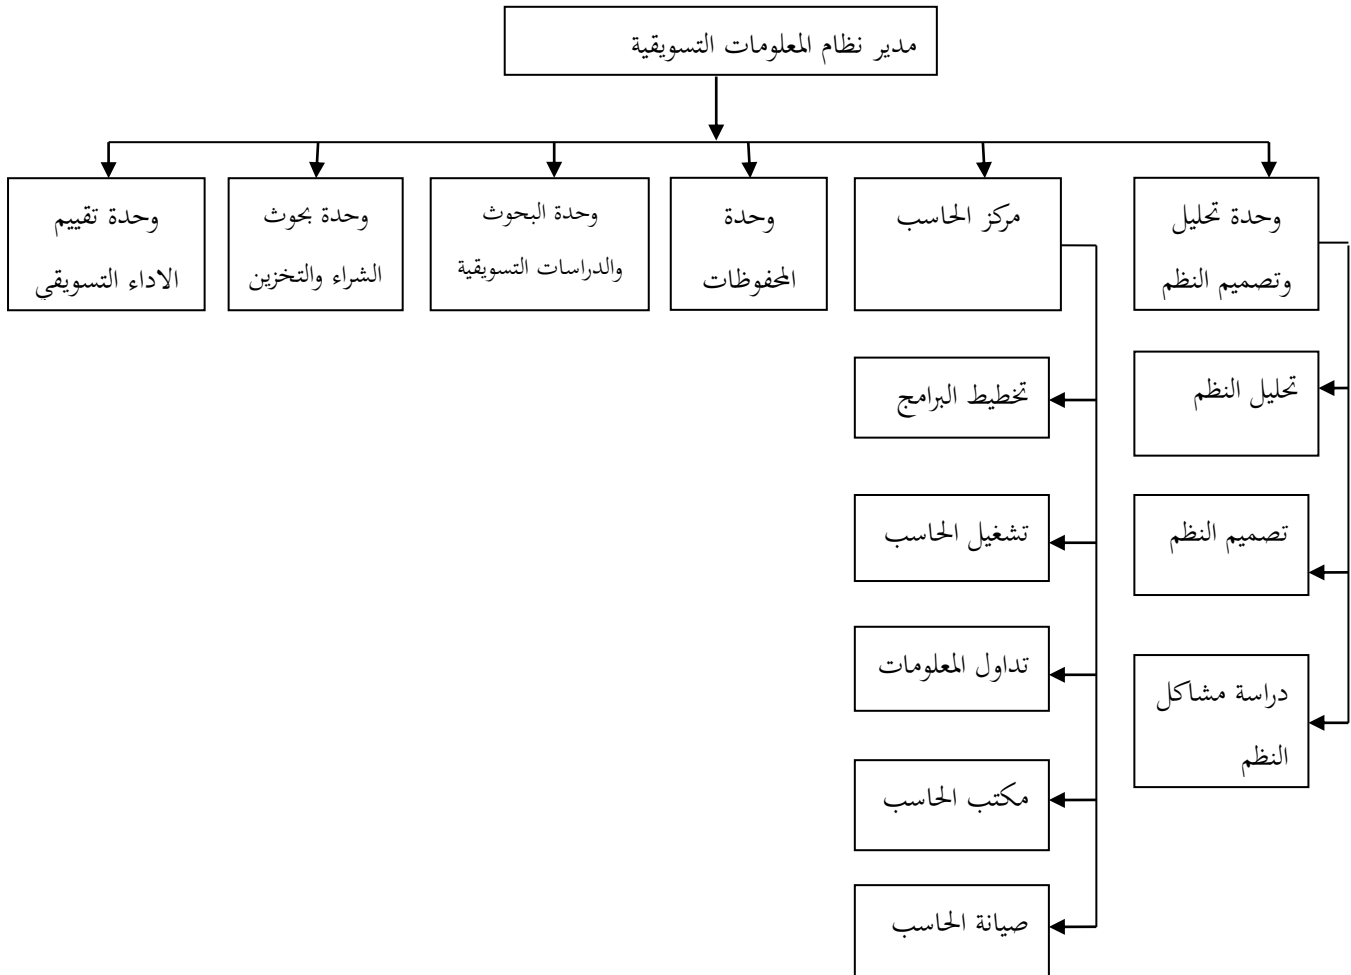 مدير نظام المعلومات التسويقية
وحدة تحليل
وتصميم النظم
مركز الحاسب
وحدة
المحفوظات
وحدة البحوث
والدراسات التسويقية
وحدة بحوث
الشراء والتخزين
وحدة تقييم
الاداء التسويقي
تحليل النظم
تصميم النظم
دراسة مشاكل
النظم
تخطيط البرامج
تشغيل الحاسب
تداول المعلومات
مكتب الحاسب
صيانة الحاسب